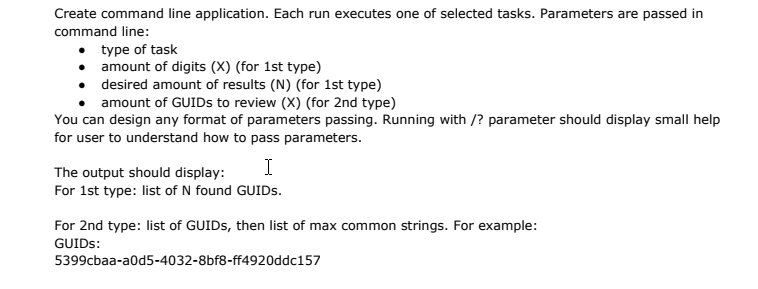 Create command line application. Each run executes one of selected tasks. Parameters are passed in
command line:
• type of task
• amount of digits (X) (for 1st type)
• desired amount of results (N) (for 1st type)
• amount of GUIDs to review (X) (for 2nd type)
You can design any format of parameters passing. Running with /? parameter should display small help
for user to understand how to pass parameters.
The output should display:
For 1st type: list of N found GUIDs.
For 2nd type: list of GUIDs, then list of max common strings. For example:
GUIDs:
5399cbaa-a0d5-4032-8bf8-ff4920ddc157